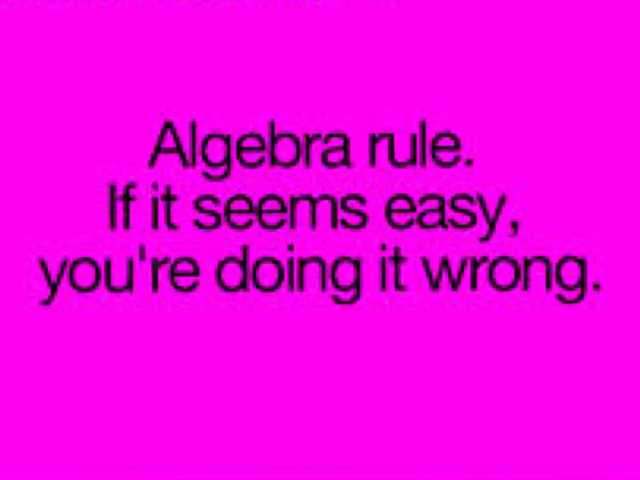 Algebra rule.
If it seems easy,
you're doing it wrong.